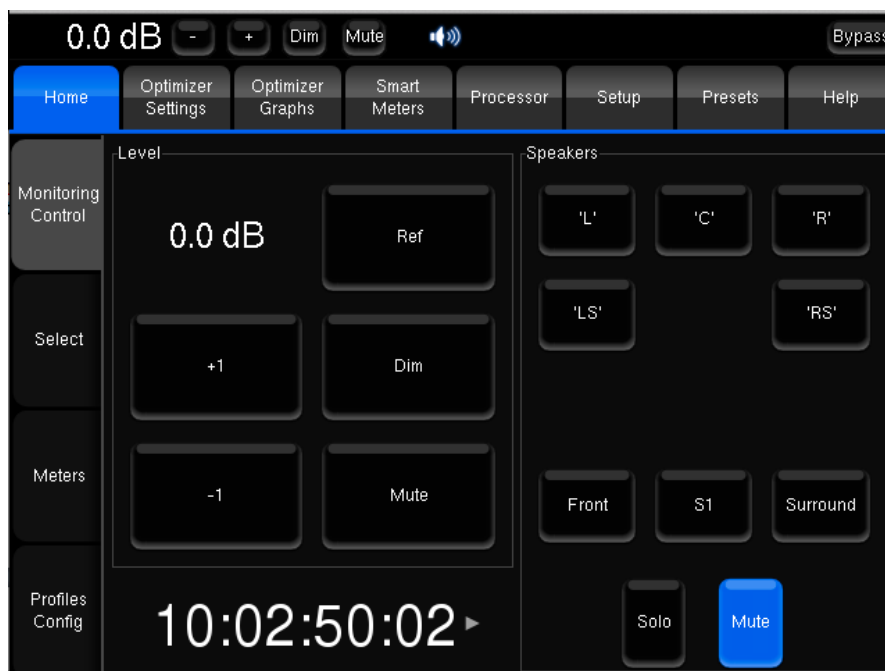 0.0 dB - + Dim Mute Bypass
Home Optimizer Settings Optimizer Graphs Smart Meters Processor Setup Presets Help
Monitoring Control
Select
Meters
Profiles Config
Level
0.0 dB Ref
+1 Dim
-1 Mute
10:02:50:02
Speakers
'L' 'C' 'R'
'LS' 'RS'
Front S1 Surround
Solo Mute